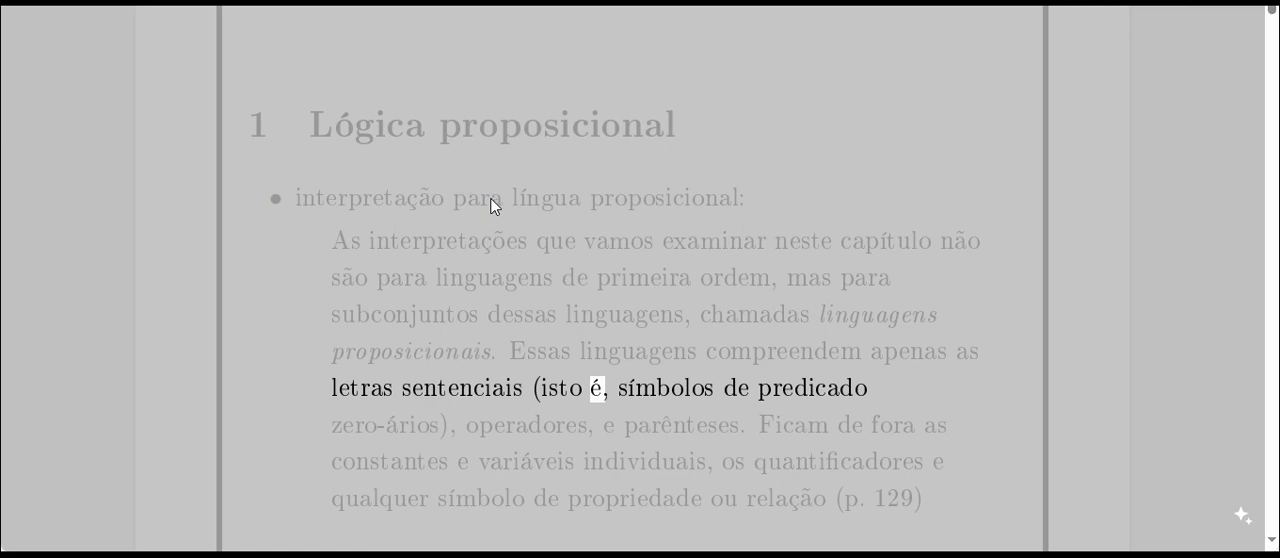 1 Lógica proposicional
• interpretação para língua proposicional:
As interpretações que vamos examinar neste capítulo não
são para linguagens de primeira ordem, mas para
subconjuntos dessas linguagens, chamadas linguagens
proposicionais. Essas linguagens compreendem apenas as
letras sentenciais (isto é, símbolos de predicado
zero-ários), operadores, e parênteses. Ficam de fora as
constantes e variáveis individuais, os quantificadores e
qualquer símbolo de propriedade ou relação (p. 129)